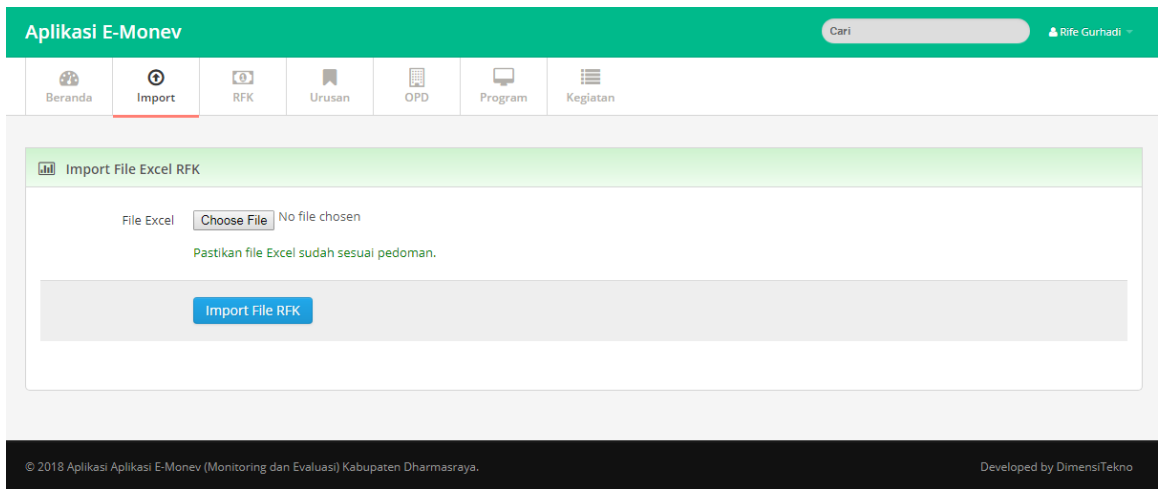 Aplikasi E-Monev
Cari
Rife Gurhadi
Beranda
Import
RFK
Urusan
OPD
Program
Kegiatan
Import File Excel RFK
File Excel
Choose File No file chosen
Pastikan file Excel sudah sesuai pedoman.
Import File RFK
© 2018 Aplikasi Aplikasi E-Monev (Monitoring dan Evaluasi) Kabupaten Dharmasraya.
Developed by DimensiTekno